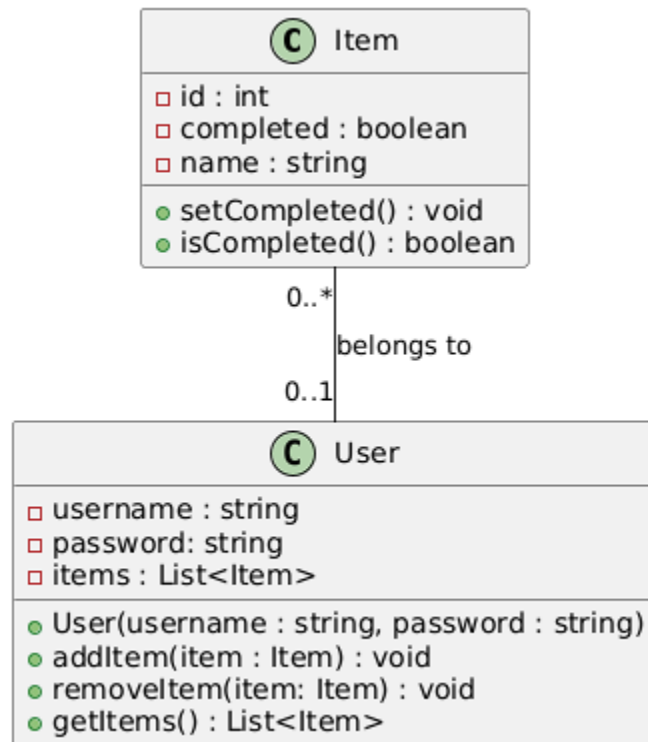 C Item
id : int
completed : boolean
name : string
setCompleted() : void
isCompleted() : boolean
0..*
belongs to
0..1
C User
username : string
password: string
items : List<Item>
User(username : string, password : string)
addItem(item : Item) : void
removeItem(item: Item) : void
getItems() : List<Item>